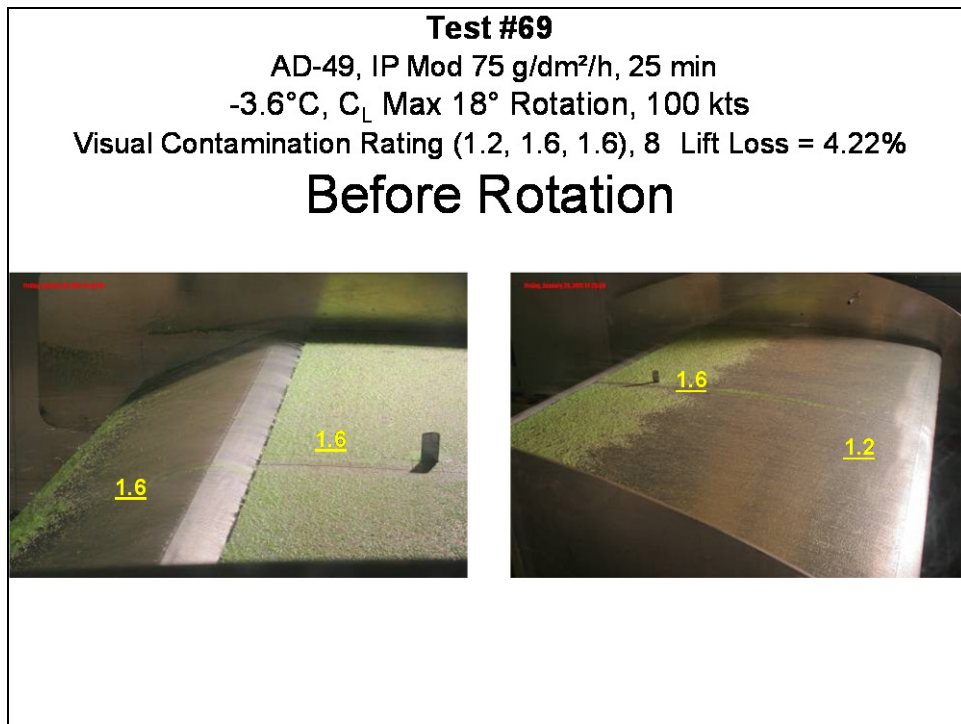 Test #69
AD-49, IP Mod 75 g/dm²/h, 25 min
-3.6°C, CL Max 18° Rotation, 100 kts
Visual Contamination Rating (1.2, 1.6, 1.6), 8 Lift Loss = 4.22%
Before Rotation
1.6
1.6
1.6
1.2